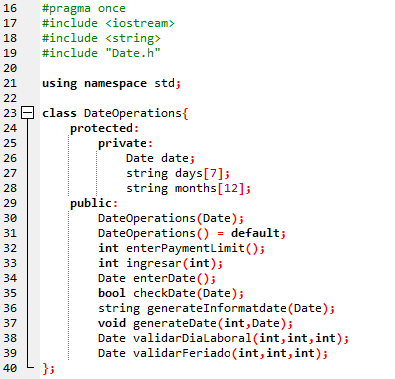 16 #pragma once
17 #include <iostream>
18 #include <string>
19 #include "Date.h"
20
21 using namespace std;
22
23 class DateOperations{
24 protected:
25 private:
26 Date date;
27 string days[7];
28 string months[12];
29 public:
30 DateOperations(Date);
31 DateOperations() = default;
32 int enterPaymentLimit();
33 int ingresar(int);
34 Date enterDate();
35 bool checkDate(Date);
36 string generateInformatdate(Date);
37 void generateDate(int,Date);
38 Date validarDiaLaboral(int,int,int);
39 Date validarFeriado(int,int,int);
40 };